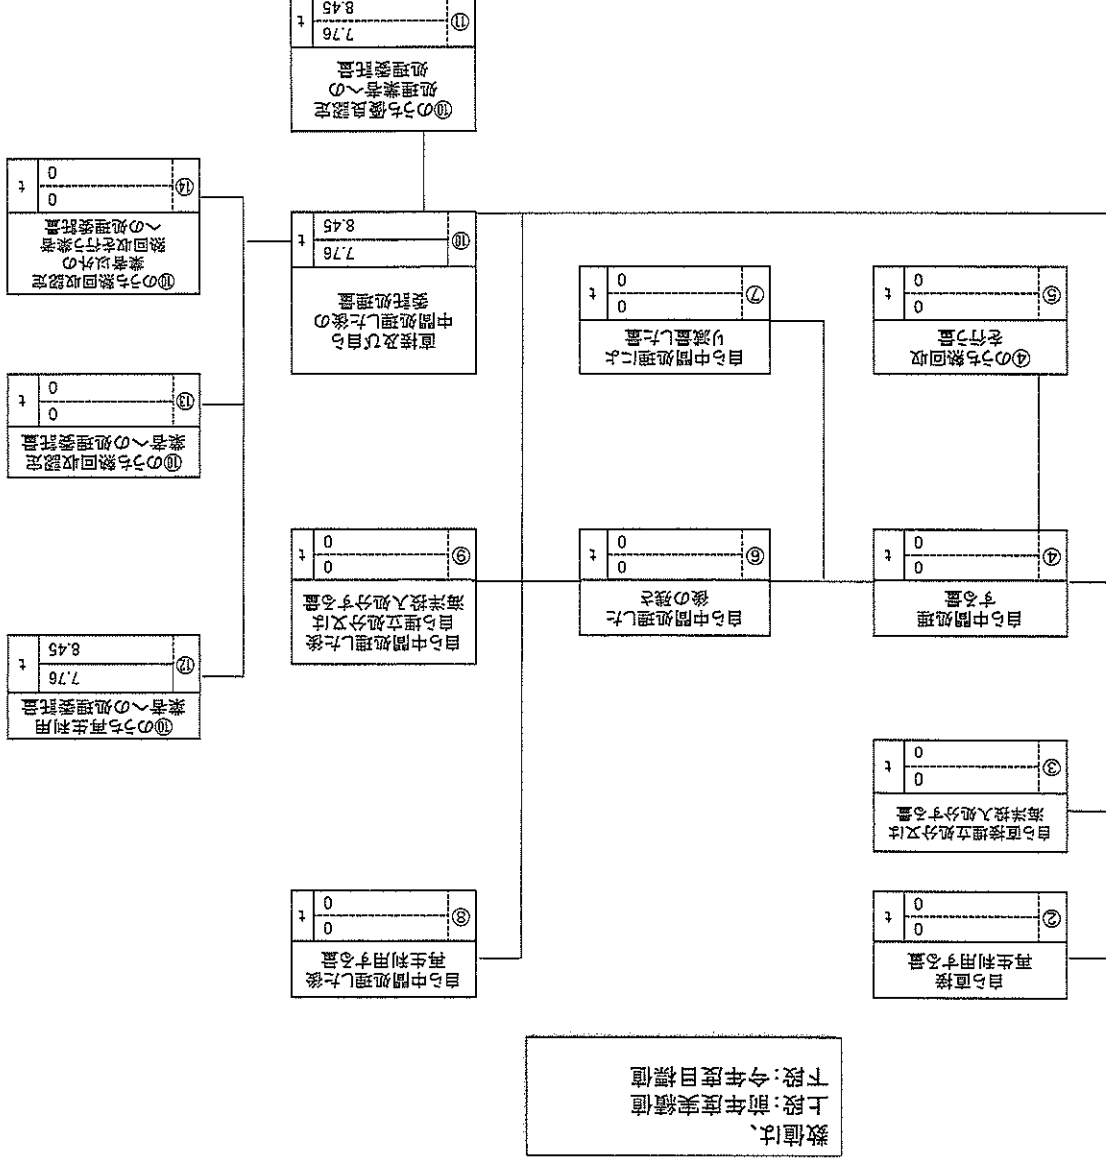 数値は、
上段:前年度実績値
下段:今年度目標値
自ら直接
再生利用する量
②
0
0
t
自ら直接埋立処分又は
海洋投入処分する量
③
0
0
t
自ら中間処理
する量
④
0
0
t
④のうち熱回収
を行う量
⑤
0
0
t
自ら中間処理した
後の残さ
⑥
0
0
t
自ら中間処理によ
り減量した量
⑦
0
0
t
自ら中間処理した後
再生利用する量
⑧
0
0
t
自ら中間処理した後
自ら埋立処分又は
海洋投入処分する量
⑨
0
0
t
直接及び自ら
中間処理した後の
委託処理量
⑩
7.76
8.45
t
⑩のうち優良認定
処理業者への
処理委託量
⑪
7.76
8.45
t
⑩のうち再生利用
業者への処理委託量
⑫
7.76
8.45
t
⑩のうち熱回収認定
業者への処理委託量
⑬
0
0
t
⑩のうち熱回収認定
業者以外の
熱回収を行う業者
への処理委託量
⑭
0
0
t